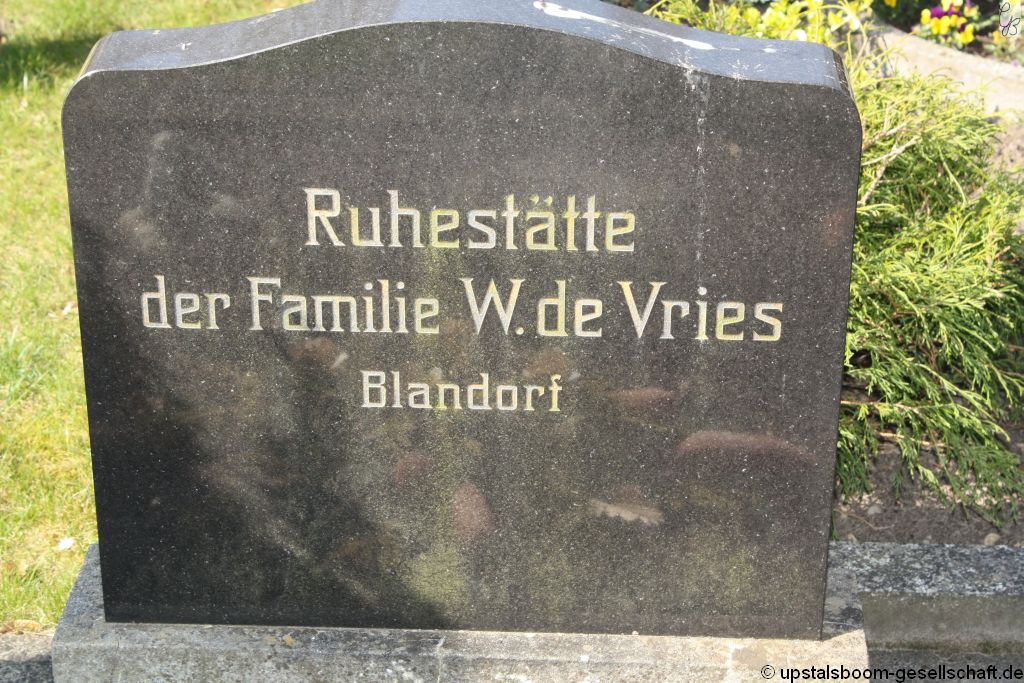 Ruhestätte
der Familie W. de Vries
Blandorf
© upstalsboom-gesellschaft.de